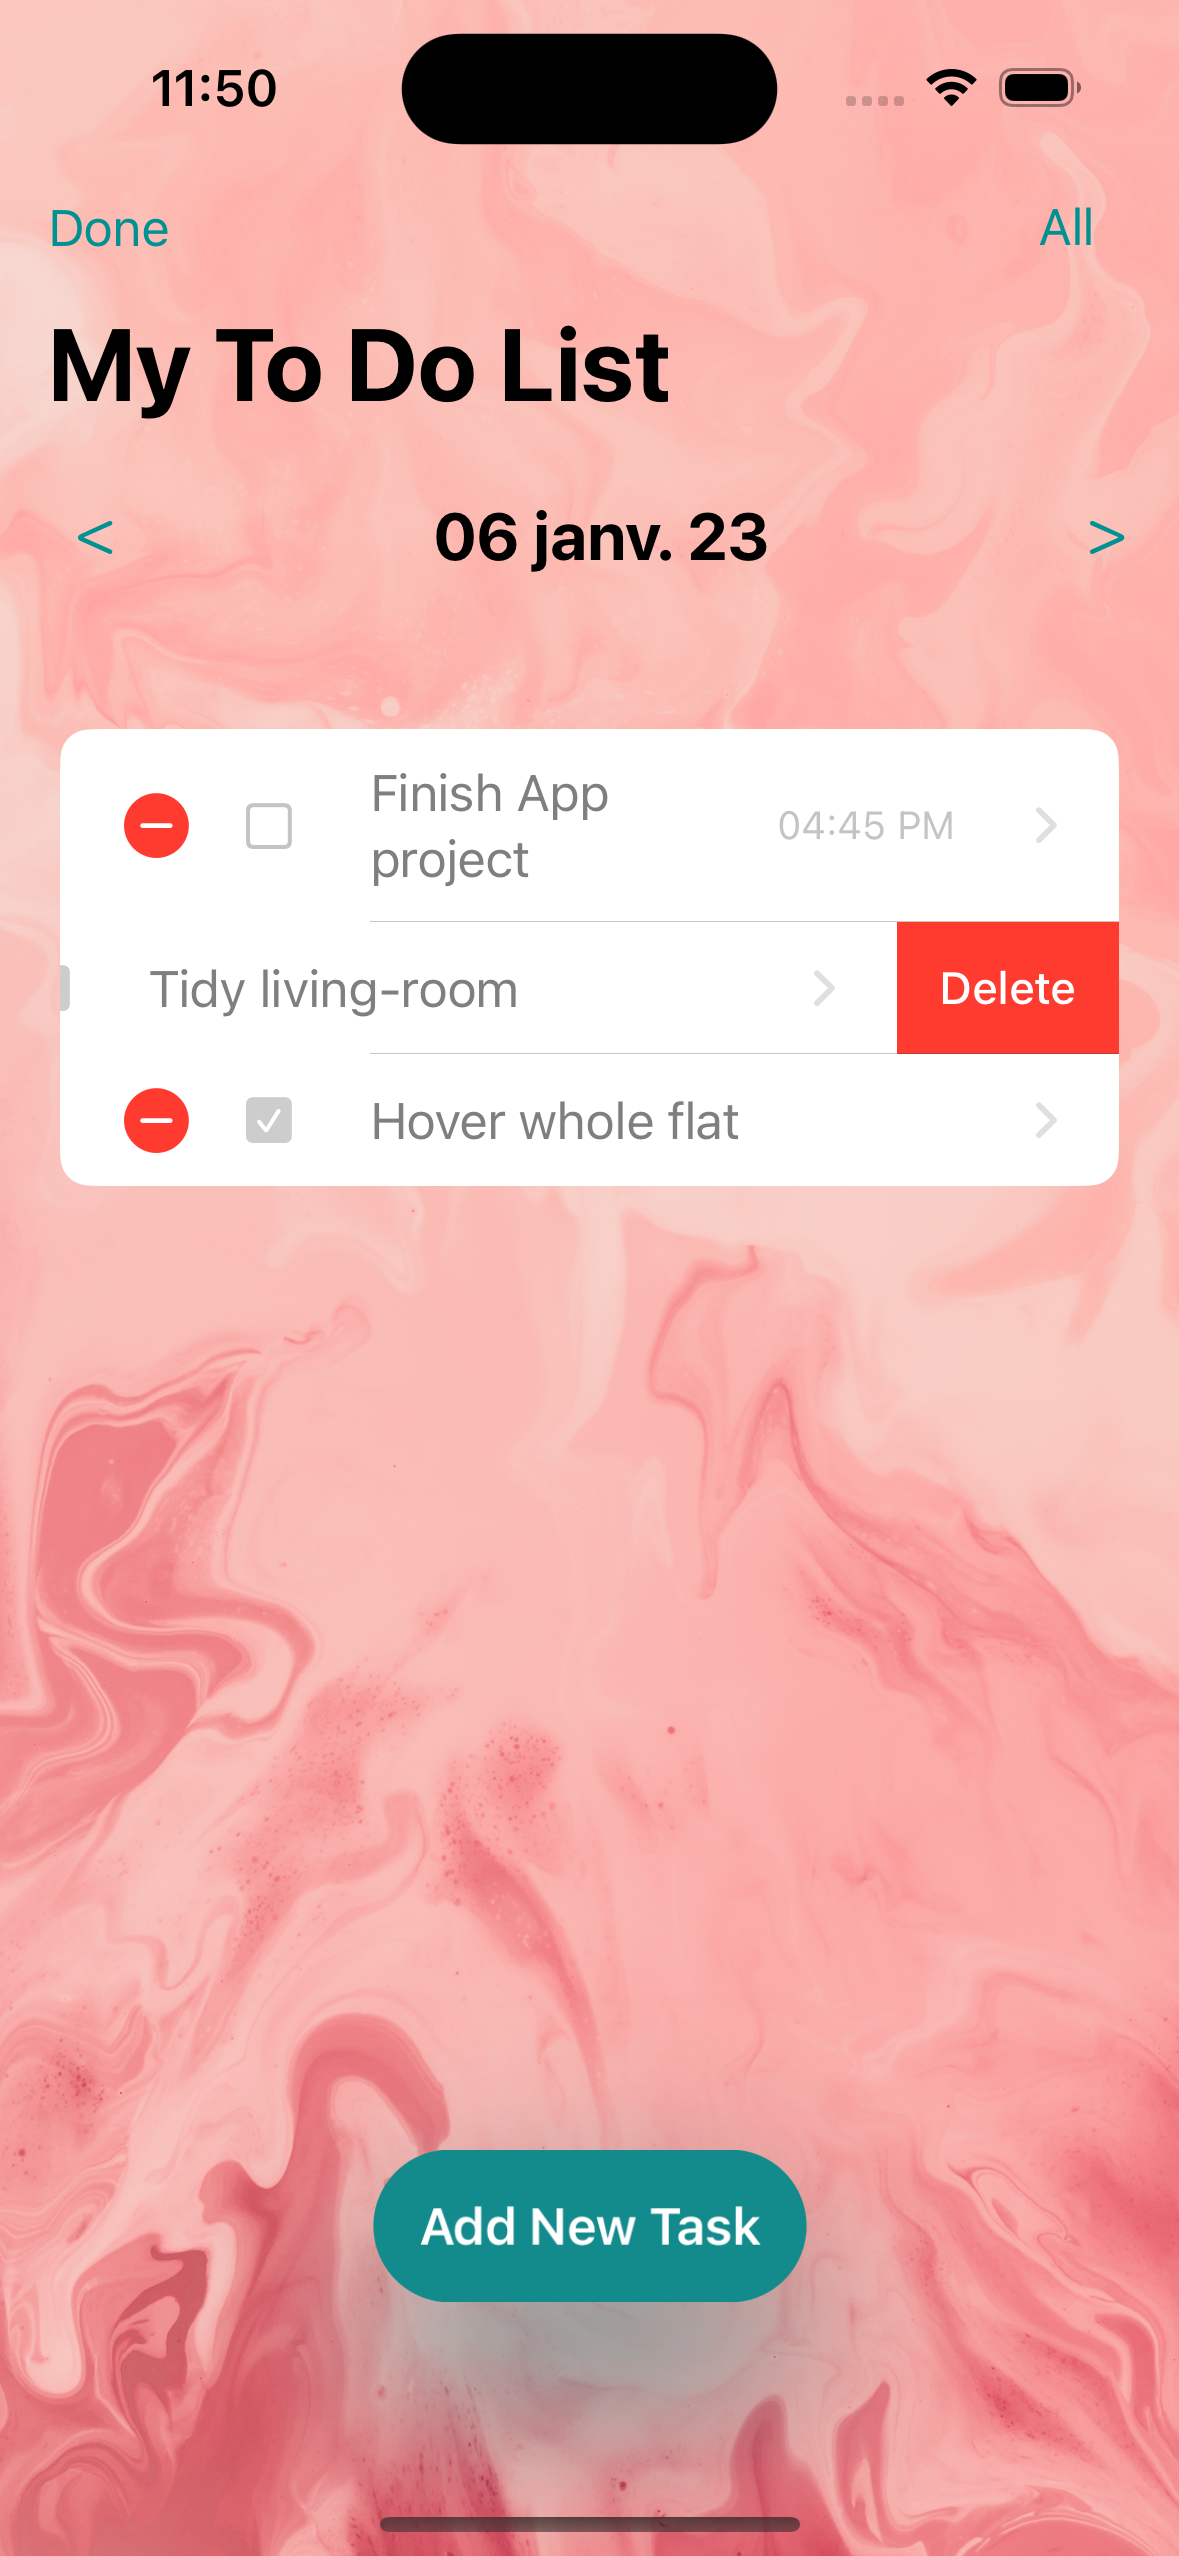 11:50
Done
All
My To Do List
< 06 janv. 23 >
Finish App
project
04:45 PM
Tidy living-room
Delete
Hover whole flat
Add New Task